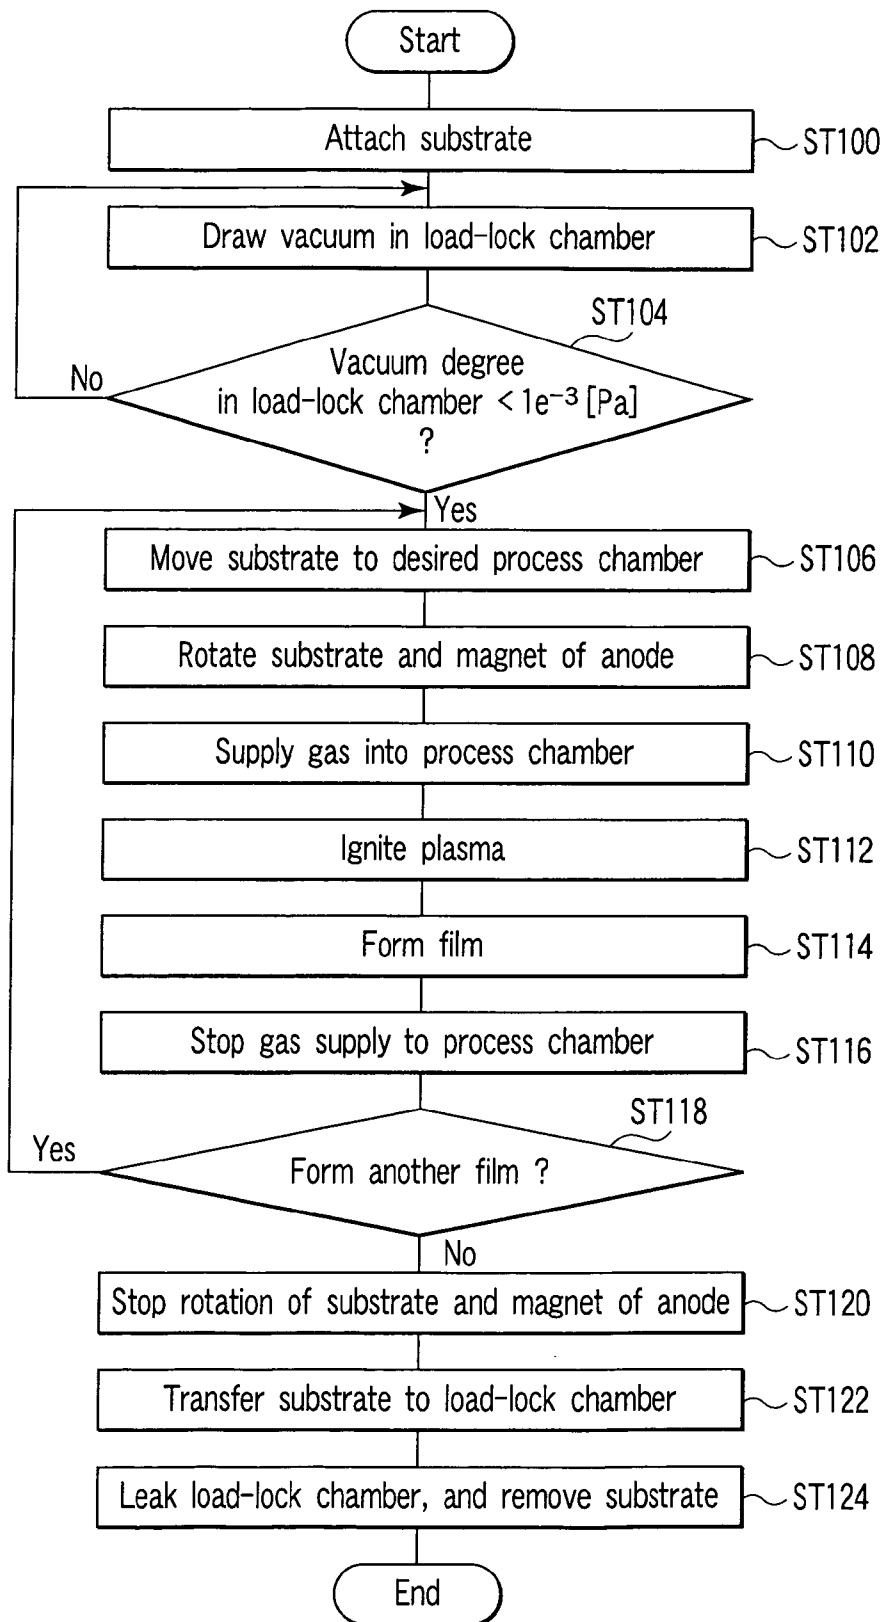 Start
Attach substrate
ST100
Draw vacuum in load-lock chamber
ST102
ST104
Vacuum degree
in load-lock chamber < 1e⁻³ [Pa]
?
No
Yes
Move substrate to desired process chamber
ST106
Rotate substrate and magnet of anode
ST108
Supply gas into process chamber
ST110
Ignite plasma
ST112
Form film
ST114
Stop gas supply to process chamber
ST116
ST118
Yes
Form another film ?
No
Stop rotation of substrate and magnet of anode
ST120
Transfer substrate to load-lock chamber
ST122
Leak load-lock chamber, and remove substrate
ST124
End